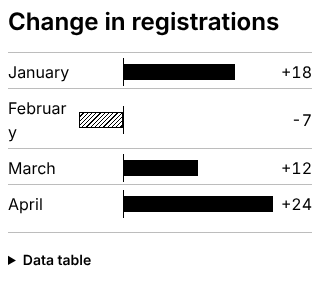 Change in registrations
January +18
Februar
y -7
March +12
April +24
Data table